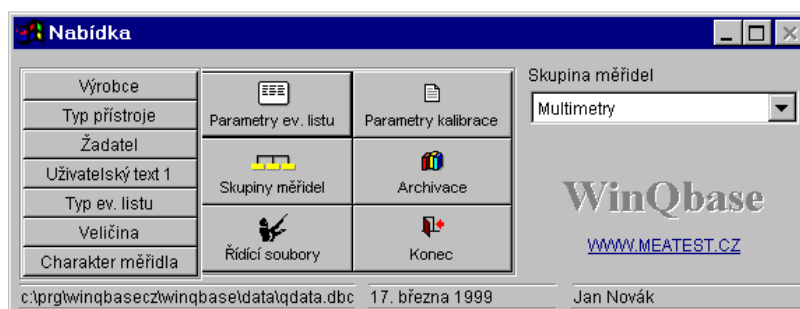 Nabídka
Výrobce
Typ přístroje
Žadatel
Uživatelský text 1
Typ ev. listu
Veličina
Charakter měřidla
Parametry ev. listu
Parametry kalibrace
Skupiny měřidel
Archivace
Řídící soubory
Konec
Skupina měřidel
Multimetry
WinQbase
WWW.MEATEST.CZ
c:\prg\winqbasecz\winqbase\data\qdata.dbc
17. března 1999
Jan Novák